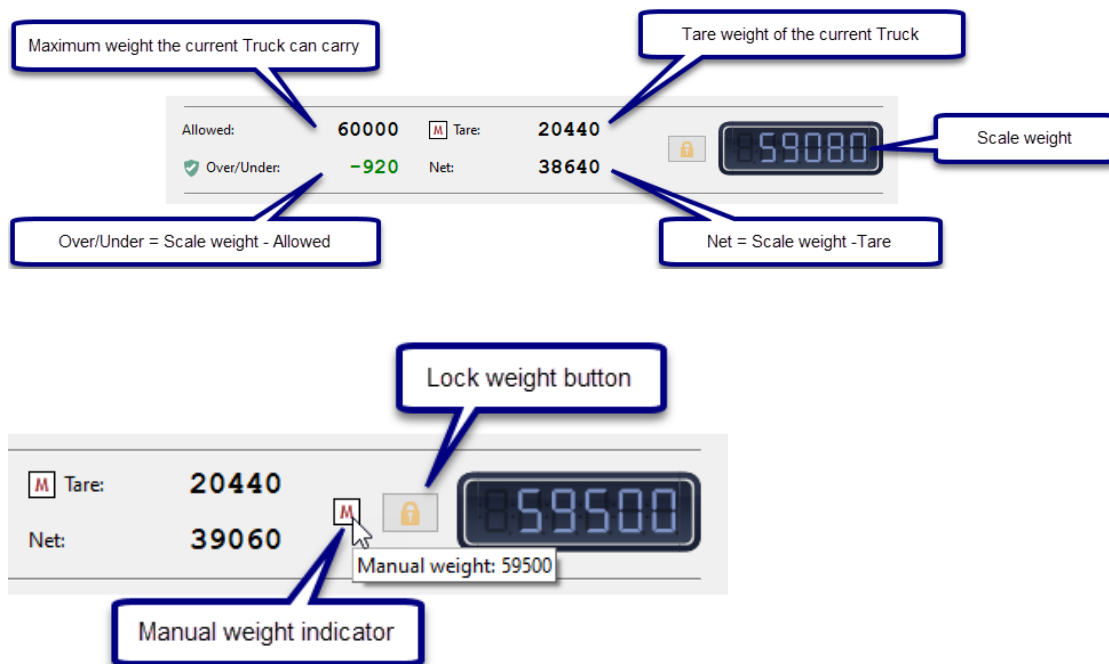 Maximum weight the current Truck can carry
Tare weight of the current Truck
Allowed: 60000 M Tare: 20440
59080
Scale weight
Over/Under: -920 Net: 38640
Over/Under = Scale weight - Allowed
Net = Scale weight -Tare
Lock weight button
M Tare: 20440
M
59500
Net: 39060
Manual weight: 59500
Manual weight indicator